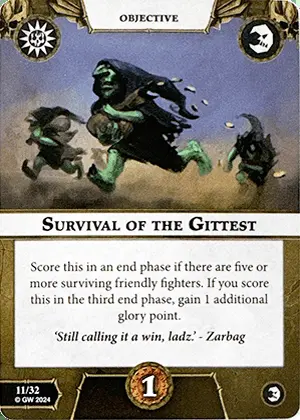 OBJECTIVE
SURVIVAL OF THE GITTEST
Score this in an end phase if there are five or
more surviving friendly fighters. If you score
this in the third end phase, gain 1 additional
glory point.
'Still calling it a win, ladz.' - Zarbag
11/32
© GW 2024
1